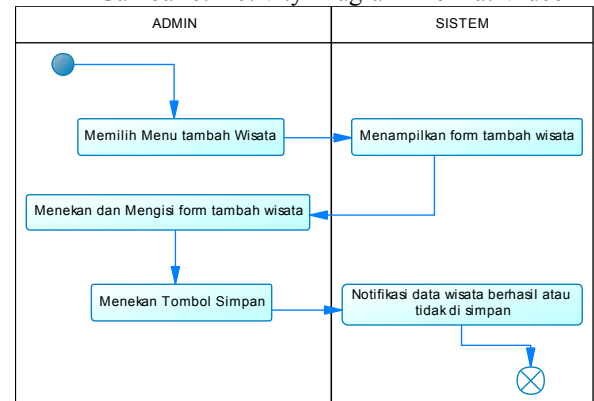 ADMIN
SISTEM
Memilih Menu tambah Wisata
Menampilkan form tambah wisata
Menekan dan Mengisi form tambah wisata
Menekan Tombol Simpan
Notifikasi data wisata berhasil atau
tidak di simpan